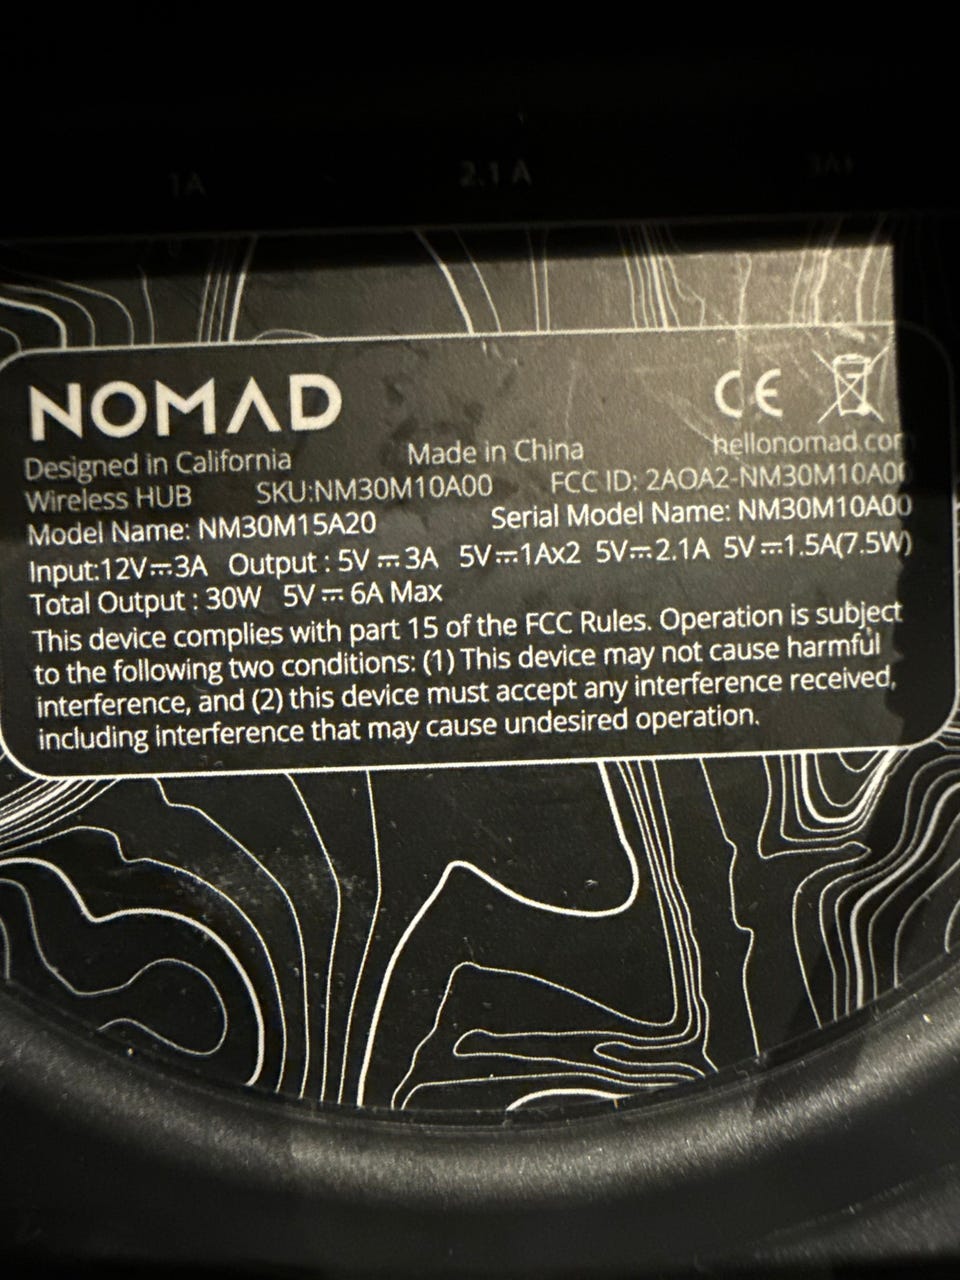 1A 2.1 A 3A
NOMAD CE
Designed in California Made in China hellonomad.com
Wireless HUB SKU:NM30M10A00 FCC ID: 2AOA2-NM30M10A00
Model Name: NM30M15A20 Serial Model Name: NM30M10A00
Input:12V⎓3A Output : 5V⎓3A 5V⎓1Ax2 5V⎓2.1A 5V⎓1.5A(7.5W)
Total Output : 30W 5V⎓6A Max
This device complies with part 15 of the FCC Rules. Operation is subject
to the following two conditions: (1) This device may not cause harmful
interference, and (2) this device must accept any interference received,
including interference that may cause undesired operation.